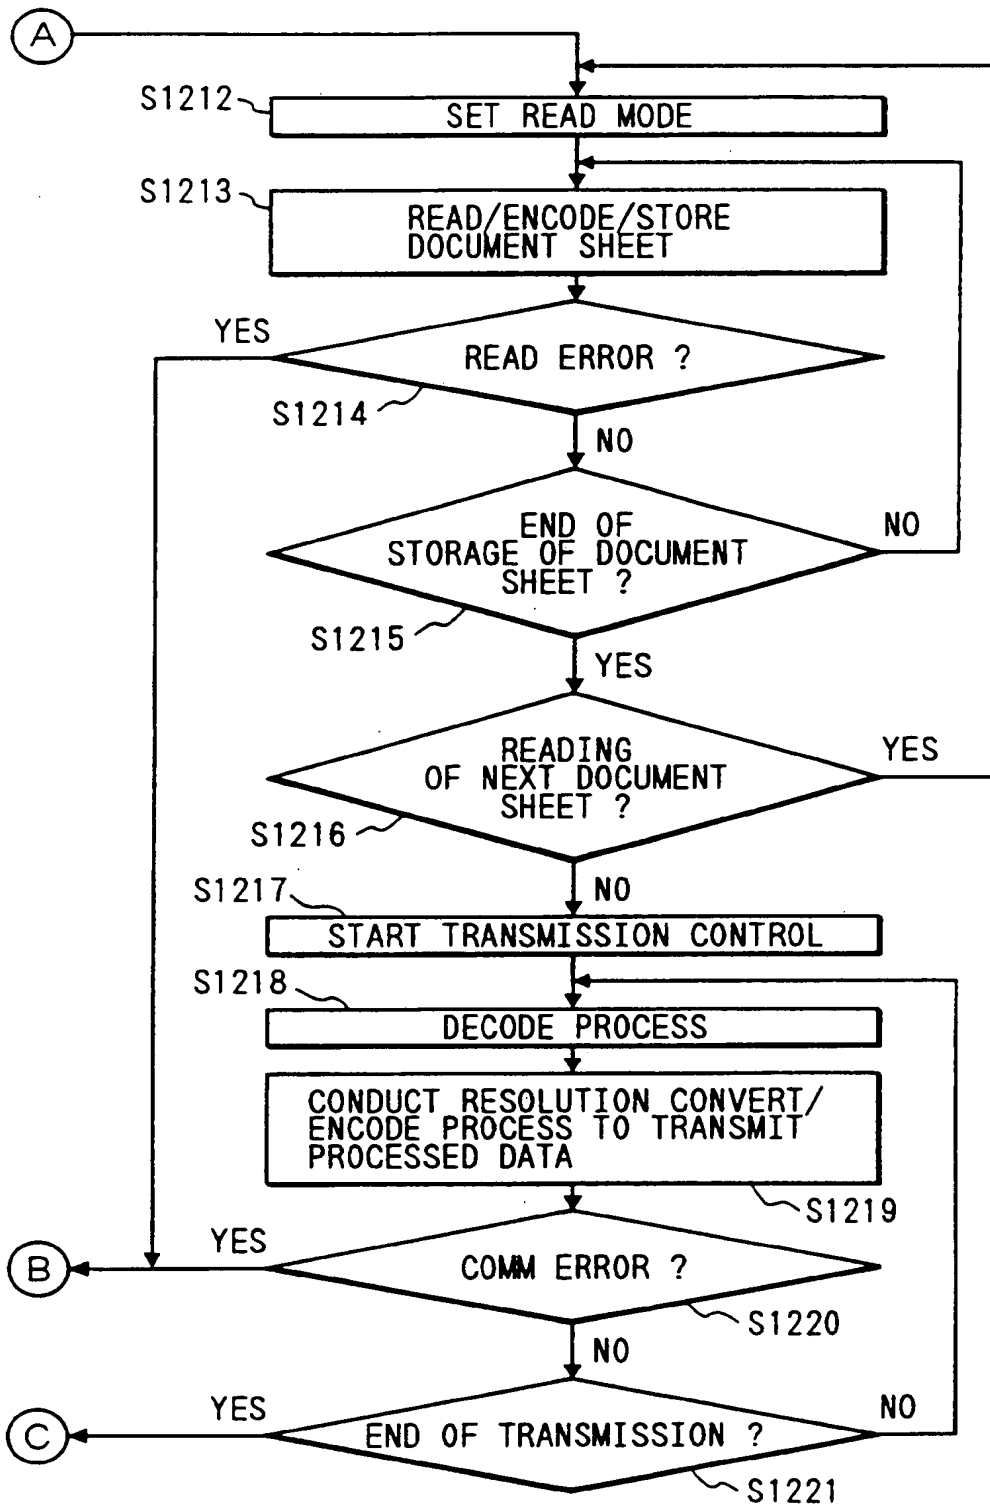 A
S1212
SET READ MODE
S1213
READ/ENCODE/STORE
DOCUMENT SHEET
YES
READ ERROR ?
S1214
NO
END OF
STORAGE OF DOCUMENT
SHEET ?
NO
S1215
YES
READING
OF NEXT DOCUMENT
SHEET ?
YES
S1216
NO
S1217
START TRANSMISSION CONTROL
S1218
DECODE PROCESS
CONDUCT RESOLUTION CONVERT/
ENCODE PROCESS TO TRANSMIT
PROCESSED DATA
S1219
YES
B
COMM ERROR ?
S1220
NO
YES
C
END OF TRANSMISSION ?
NO
S1221